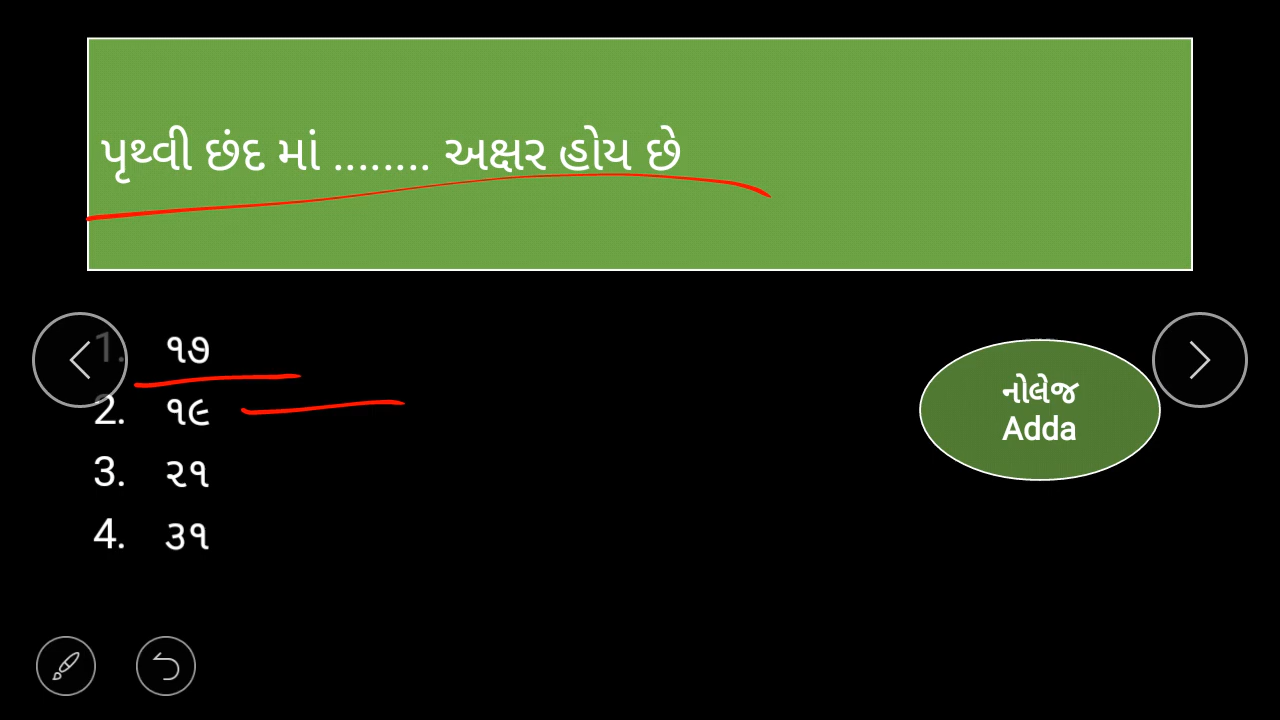 પૃથ્વી છંદ માં ........ અક્ષર હોય છે
1. ૧૭
2. ૧૯
3. ૨૧
4. ૩૧
નોલેજ
Adda